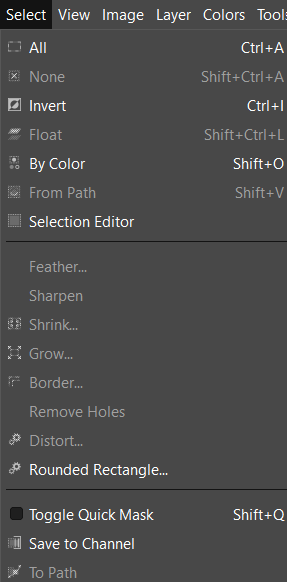 Select View Image Layer Colors Tools
All Ctrl+A
None Shift+Ctrl+A
Invert Ctrl+I
Float Shift+Ctrl+L
By Color Shift+O
From Path Shift+V
Selection Editor
Feather...
Sharpen
Shrink...
Grow...
Border...
Remove Holes
Distort...
Rounded Rectangle...
Toggle Quick Mask Shift+Q
Save to Channel
To Path